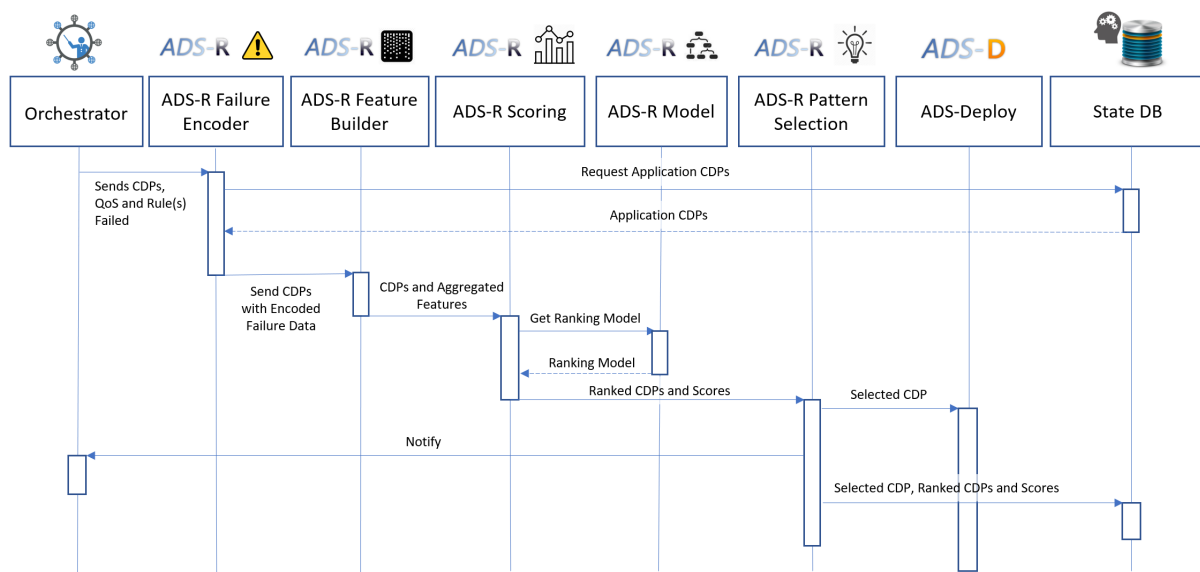 ADS-R
ADS-R
ADS-R
ADS-R
ADS-R
ADS-D
Orchestrator
ADS-R Failure
Encoder
ADS-R Feature
Builder
ADS-R Scoring
ADS-R Model
ADS-R Pattern
Selection
ADS-Deploy
State DB
Sends CDPs,
QoS and Rule(s)
Failed
Request Application CDPs
Application CDPs
Send CDPs
with Encoded
Failure Data
CDPs and Aggregated
Features
Get Ranking Model
Ranking Model
Ranked CDPs and Scores
Selected CDP
Notify
Selected CDP, Ranked CDPs and Scores